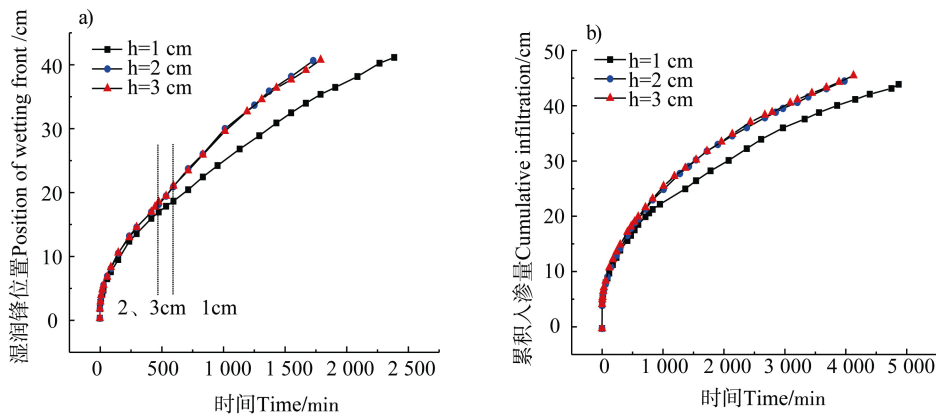 a)
h=1 cm
h=2 cm
h=3 cm
50
40
30
20
10
0
2、3cm 1cm
0 500 1 000 1 500 2 000 2 500
时间Time/min
湿润锋位置Position of wetting front /cm
b)
h=1 cm
h=2 cm
h=3 cm
50
40
30
20
10
0
0 1 000 2 000 3 000 4 000 5 000
时间Time/min
累积入渗量Cumulative infiltration/cm